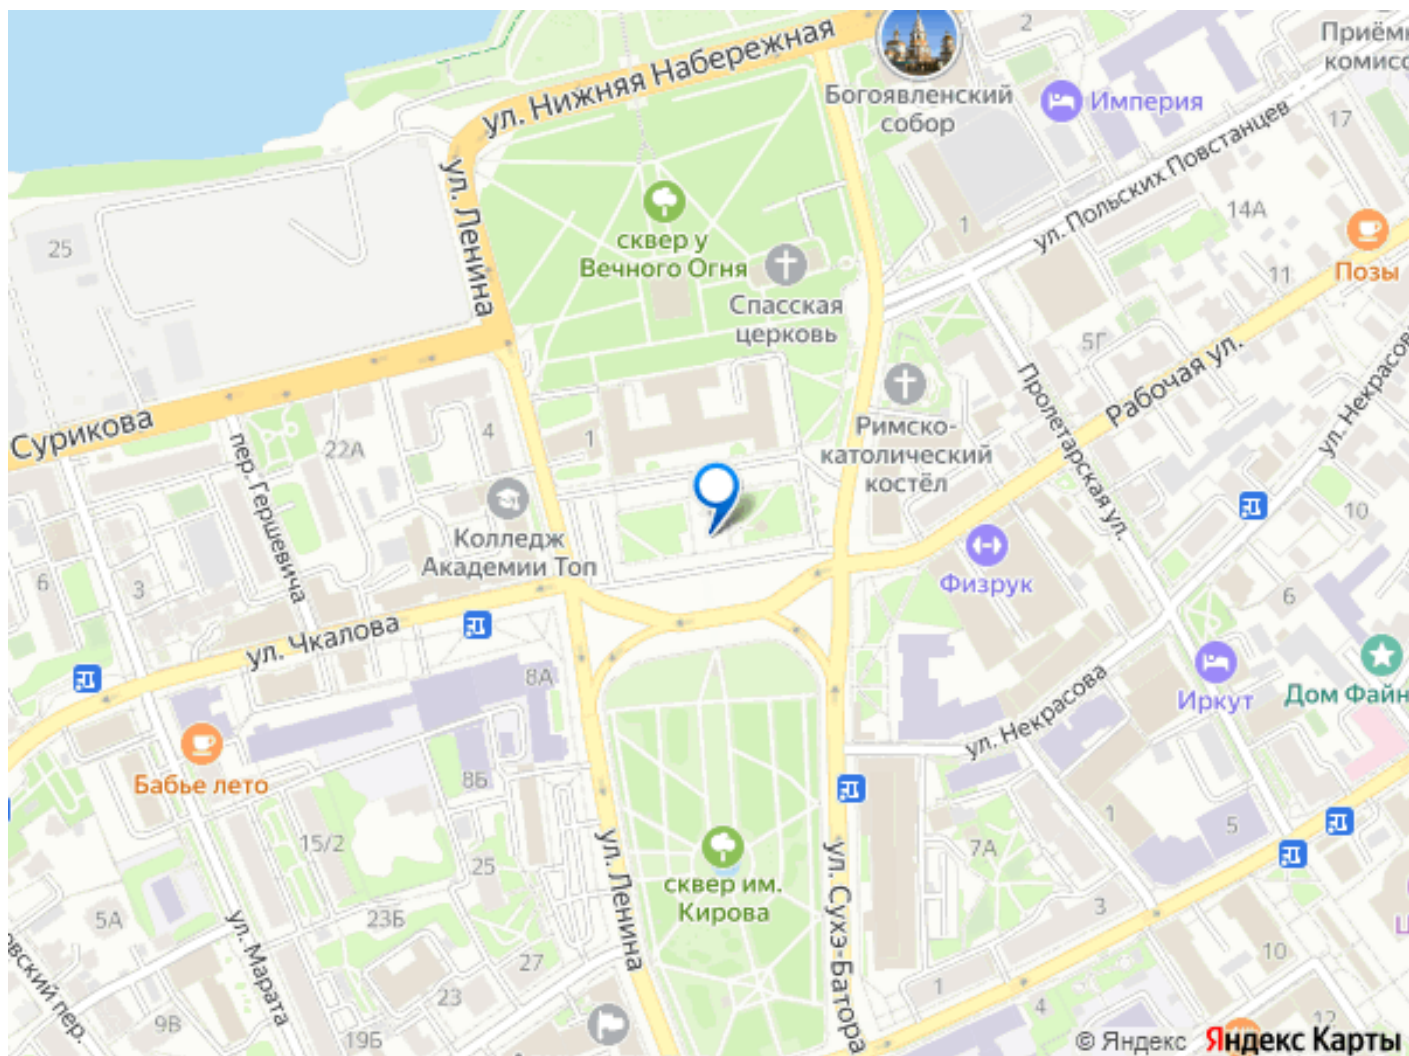 2
Приём
комисс
ул. Нижняя Набережная
Богоявленский
собор
Империя
17
ул. Польских Повстанцев
14А
ул. Ленина
25
сквер у
Вечного Огня
1
11
Позы
Спасская
церковь
5Г
Рабочая ул.
ул. Некрасова
Сурикова
пер. Гершевича
22А
4
1
Римско-
католический
костёл
Пролетарская ул.
10
Колледж
Академии Топ
6
3
Физрук
6
ул. Чкалова
8А
Иркут
Дом Файн
ул. Некрасова
Бабье лето
8Б
15/2
25
ул. Ленина
сквер им.
Кирова
ул. Сухэ-Батора
7А
1
5
5А
23Б
3
ул. Марата
27
10
Ц
овский пер.
23
1
4
12
9В
19Б
© Яндекс Яндекс Карты